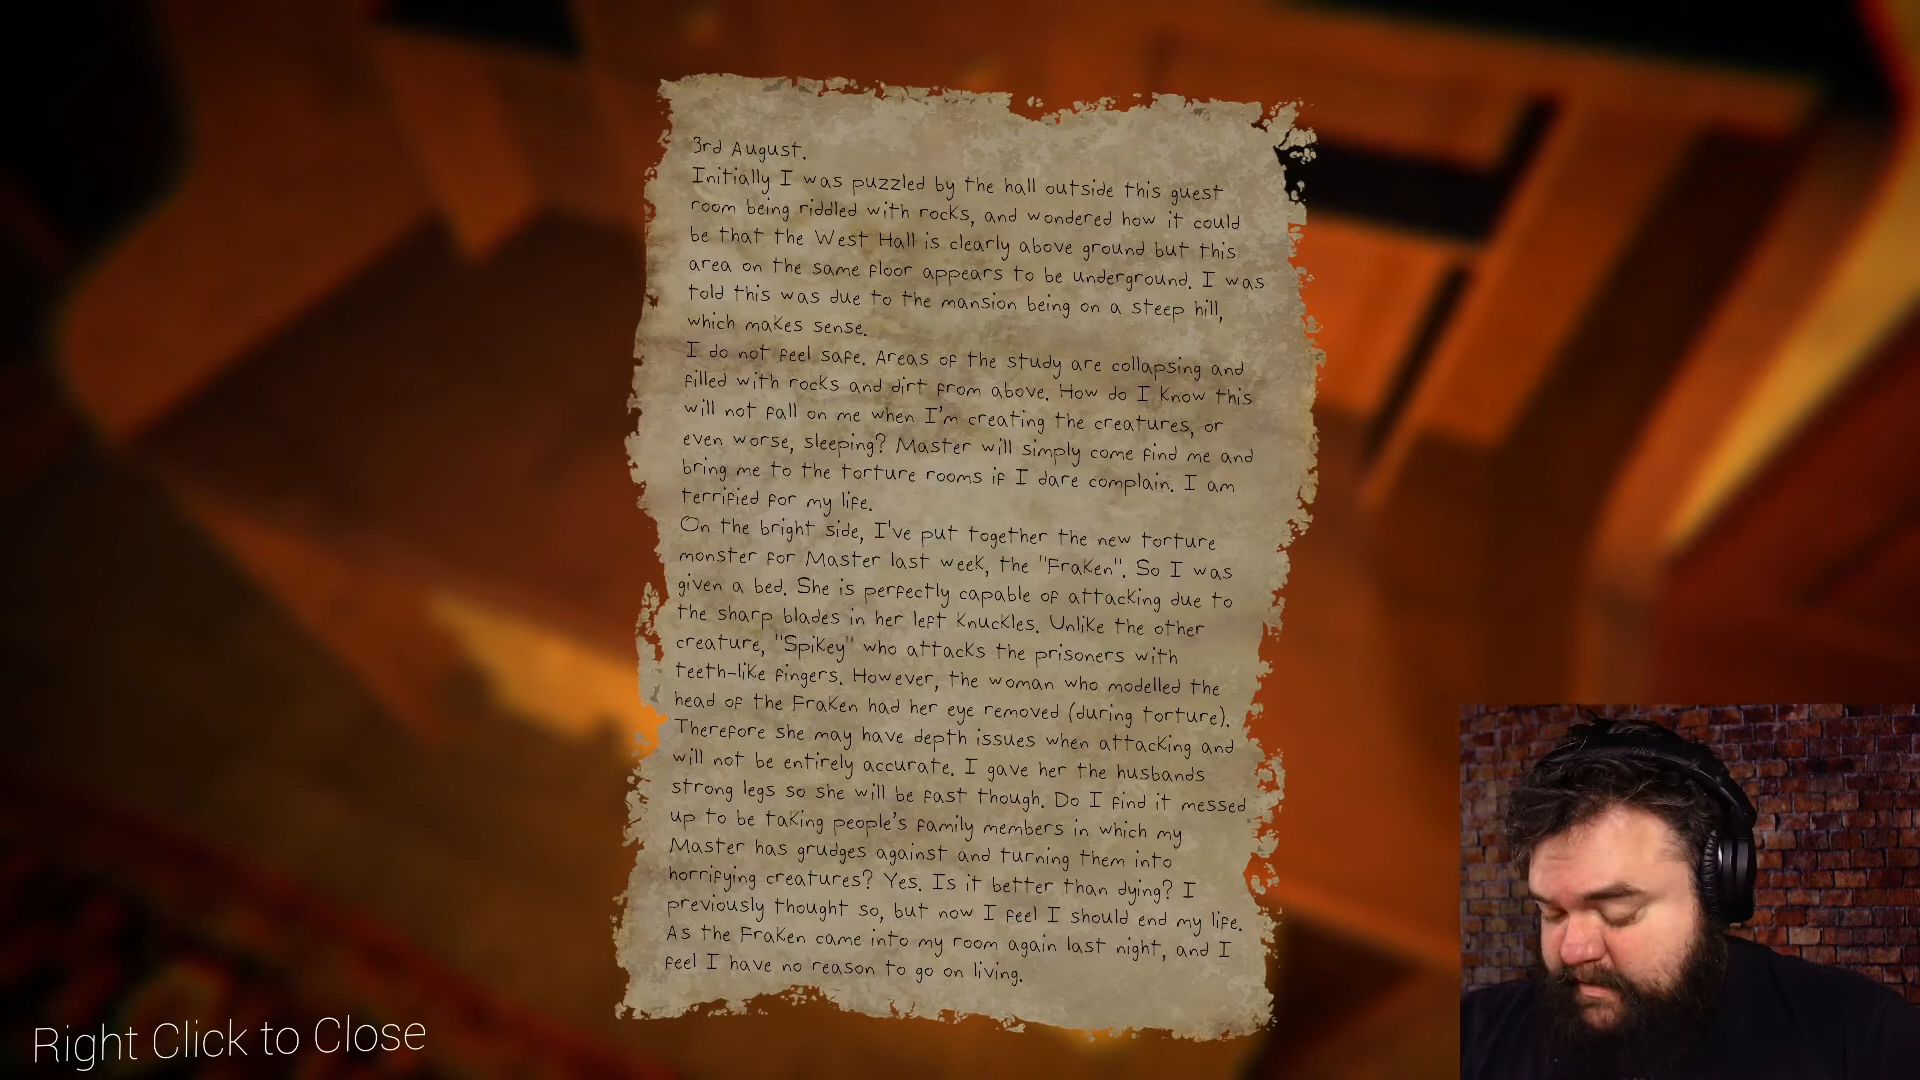 3rd August.
Initially I was puzzled by the hall outside this guest
room being riddled with rocks, and wondered how it could
be that the West Hall is clearly above ground but this
area on the same floor appears to be underground. I was
told this was due to the mansion being on a steep hill,
which makes sense.
I do not feel safe. Areas of the study are collapsing and
filled with rocks and dirt from above. How do I know this
will not fall on me when I'm creating the creatures, or
even worse, sleeping? Master will simply come find me and
bring me to the torture rooms if I dare complain. I am
terrified for my life.
On the bright side, I've put together the new torture
monster for Master last week, the "Fraken". So I was
given a bed. She is perfectly capable of attacking due to
the sharp blades in her left knuckles. Unlike the other
creature, "Spikey" who attacks the prisoners with
teeth-like fingers. However, the woman who modelled the
head of the Fraken had her eye removed (during torture).
Therefore she may have depth issues when attacking and
will not be entirely accurate. I gave her the husbands
strong legs so she will be fast though. Do I find it messed
up to be taking people's family members in which my
Master has grudges against and turning them into
horrifying creatures? Yes. Is it better than dying? I
previously thought so, but now I feel I should end my life.
As the Fraken came into my room again last night, and I
feel I have no reason to go on living.
Right Click to Close